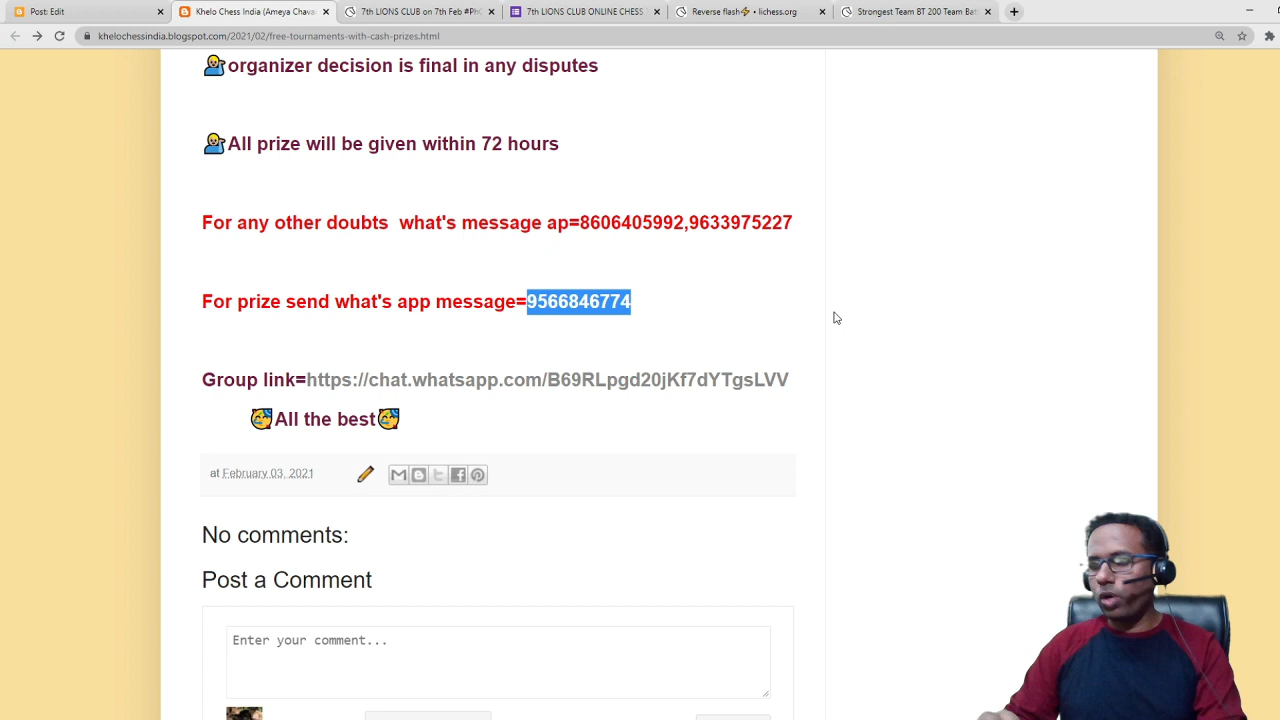 Post: Edit
Khelo Chess India (Ameya Chava
7th LIONS CLUB on 7th Feb #Ph
7th LIONS CLUB ONLINE CHESS
Reverse flash⚡ • lichess.org
Strongest Team BT 200 Team Bat
khelochessindia.blogspot.com/2021/02/free-tournaments-with-cash-prizes.html
organizer decision is final in any disputes
All prize will be given within 72 hours
For any other doubts what's message ap=8606405992,9633975227
For prize send what's app message=9566846774
Group link=https://chat.whatsapp.com/B69RLpgd20jKf7dYTgsLVV
All the best
at February 03, 2021
No comments:
Post a Comment
Enter your comment...